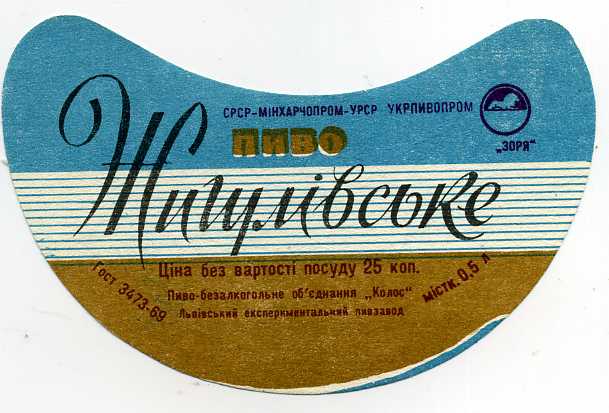 СРСР-МІНХАРЧОПРОМ-УРСР УКРПИВОПРОМ
„ЗОРЯ“
ПИВО
Жигулівське
Ціна без вартості посуду 25 коп.
Гост 3473-69
містк. 0,5 л
Пиво-безалкогольне об'єднання „Колос“
Львівський експериментальний пивзавод